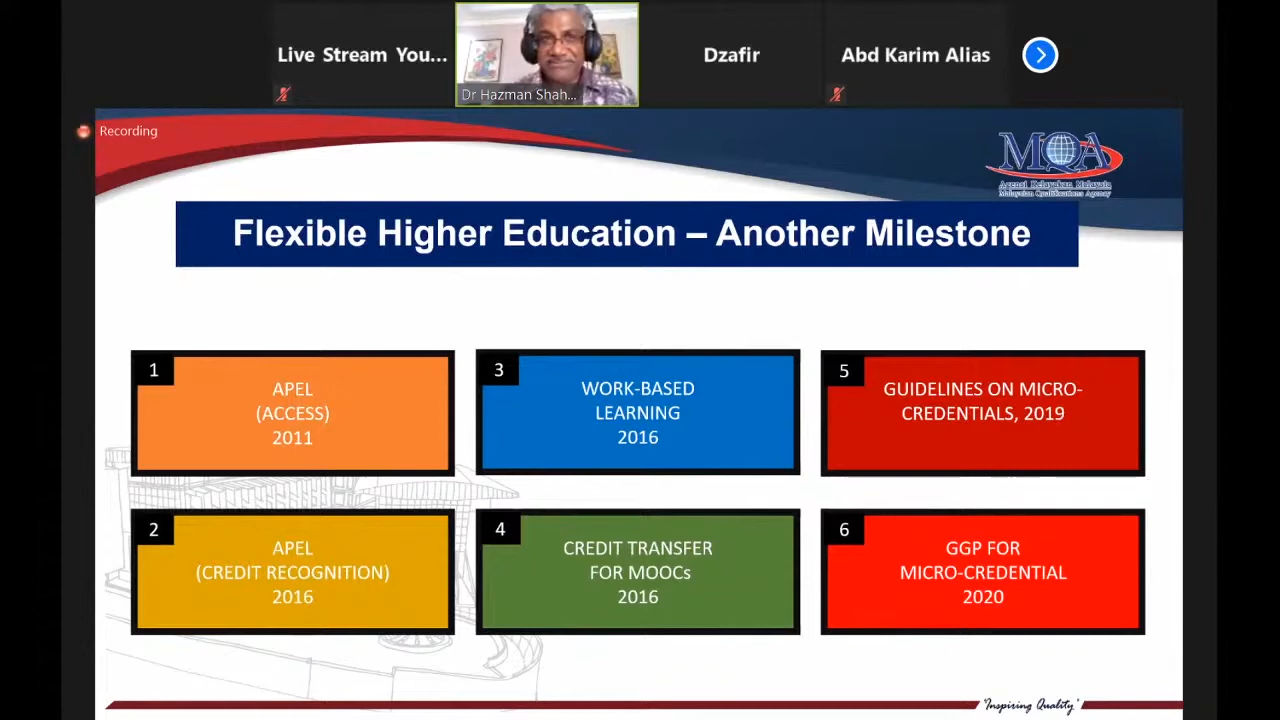 Live Stream You...
Dr Hazman Shah...
Dzafir
Abd Karim Alias
Recording
MQA
Agensi Kelayakan Malaysia
Malaysian Qualifications Agency
Flexible Higher Education – Another Milestone
1
APEL
(ACCESS)
2011
2
APEL
(CREDIT RECOGNITION)
2016
3
WORK-BASED
LEARNING
2016
4
CREDIT TRANSFER
FOR MOOCs
2016
5
GUIDELINES ON MICRO-
CREDENTIALS, 2019
6
GGP FOR
MICRO-CREDENTIAL
2020
"Inspiring Quality"